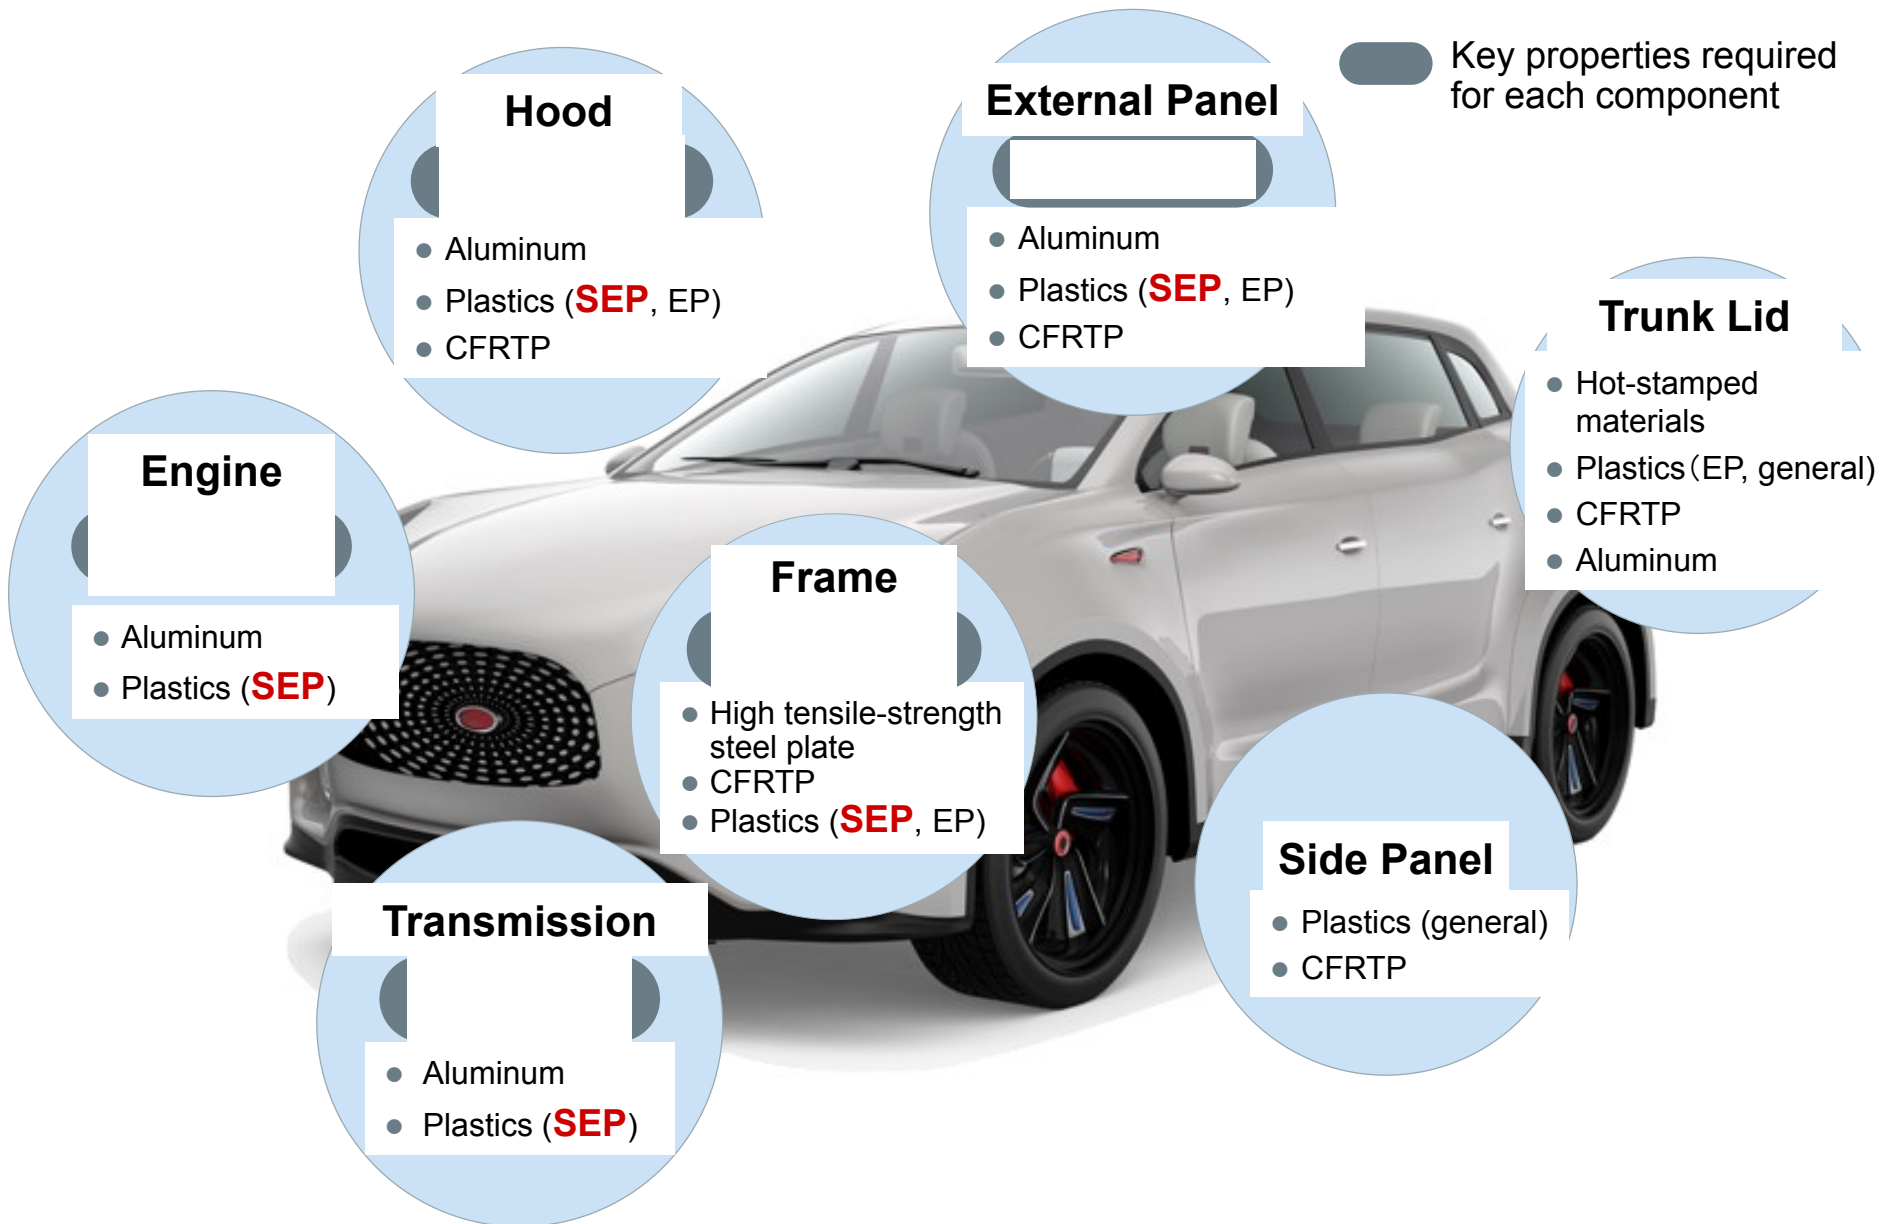 Key properties required
for each component
Hood
• Aluminum
• Plastics (SEP, EP)
• CFRTP
External Panel
• Aluminum
• Plastics (SEP, EP)
• CFRTP
Trunk Lid
• Hot-stamped
materials
• Plastics（EP, general)
• CFRTP
• Aluminum
Engine
• Aluminum
• Plastics (SEP)
Frame
• High tensile-strength
steel plate
• CFRTP
• Plastics (SEP, EP)
Side Panel
• Plastics (general)
• CFRTP
Transmission
• Aluminum
• Plastics (SEP)